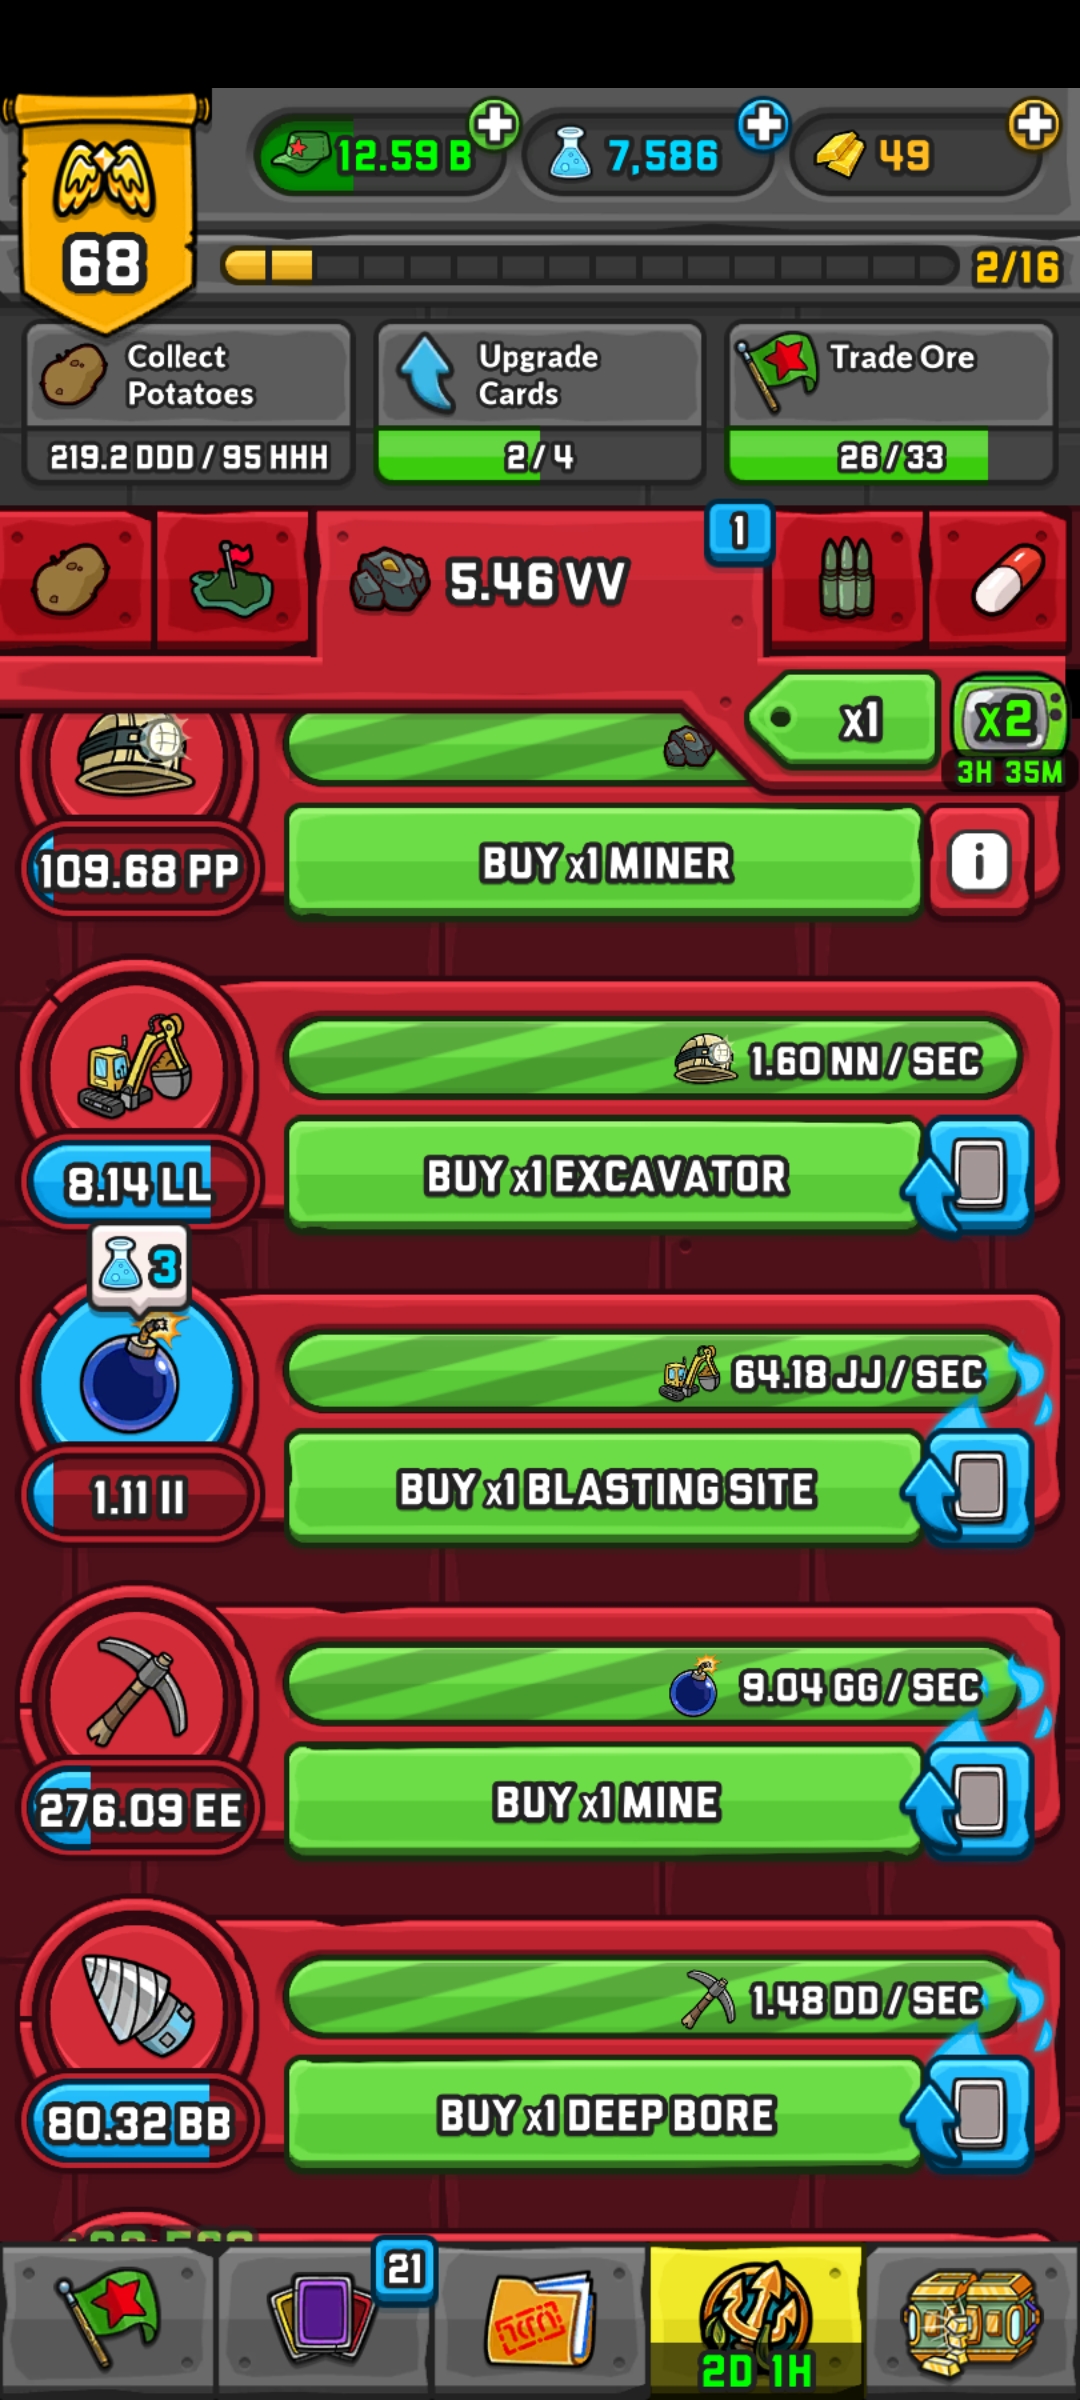 12.59 B
7,586
49
68
2/16
Collect
Potatoes
219.2 DDD / 95 HHH
Upgrade
Cards
2/4
Trade Ore
26/33
5.46 VV
1
x1
x2
3H 35M
109.68 PP
BUY x1 MINER
i
1.60 NN / SEC
8.14 LL
BUY x1 EXCAVATOR
3
64.18 JJ / SEC
1.11 II
BUY x1 BLASTING SITE
9.04 GG / SEC
276.09 EE
BUY x1 MINE
1.48 DD / SEC
80.32 BB
BUY x1 DEEP BORE
21
2D 1H